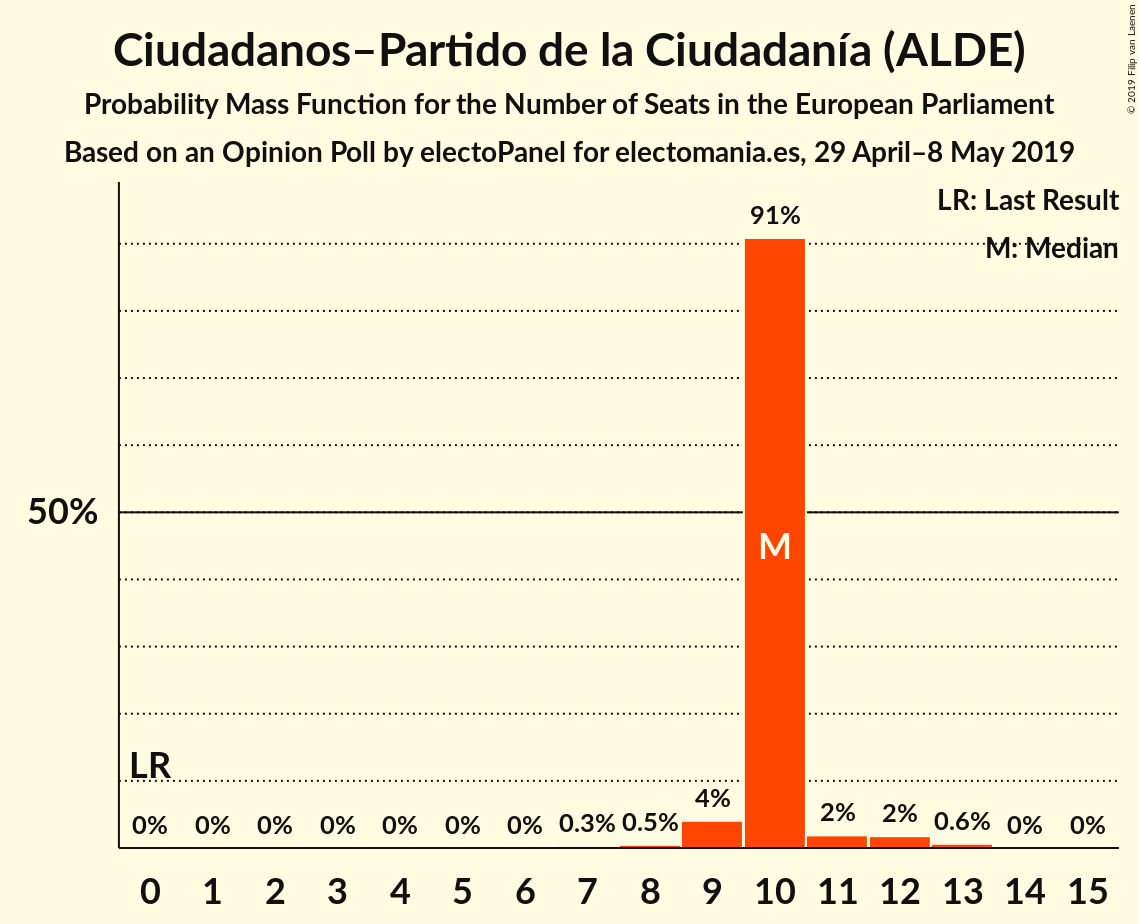 Ciudadanos–Partido de la Ciudadanía (ALDE)
Probability Mass Function for the Number of Seats in the European Parliament
Based on an Opinion Poll by electoPanel for electomania.es, 29 April–8 May 2019
© 2019 Filip van Laenen
LR: Last Result
M: Median
91%
50%
M
LR
0% 0% 0% 0% 0% 0% 0% 0.3% 0.5% 4% 2% 2% 0.6% 0% 0%
0 1 2 3 4 5 6 7 8 9 10 11 12 13 14 15